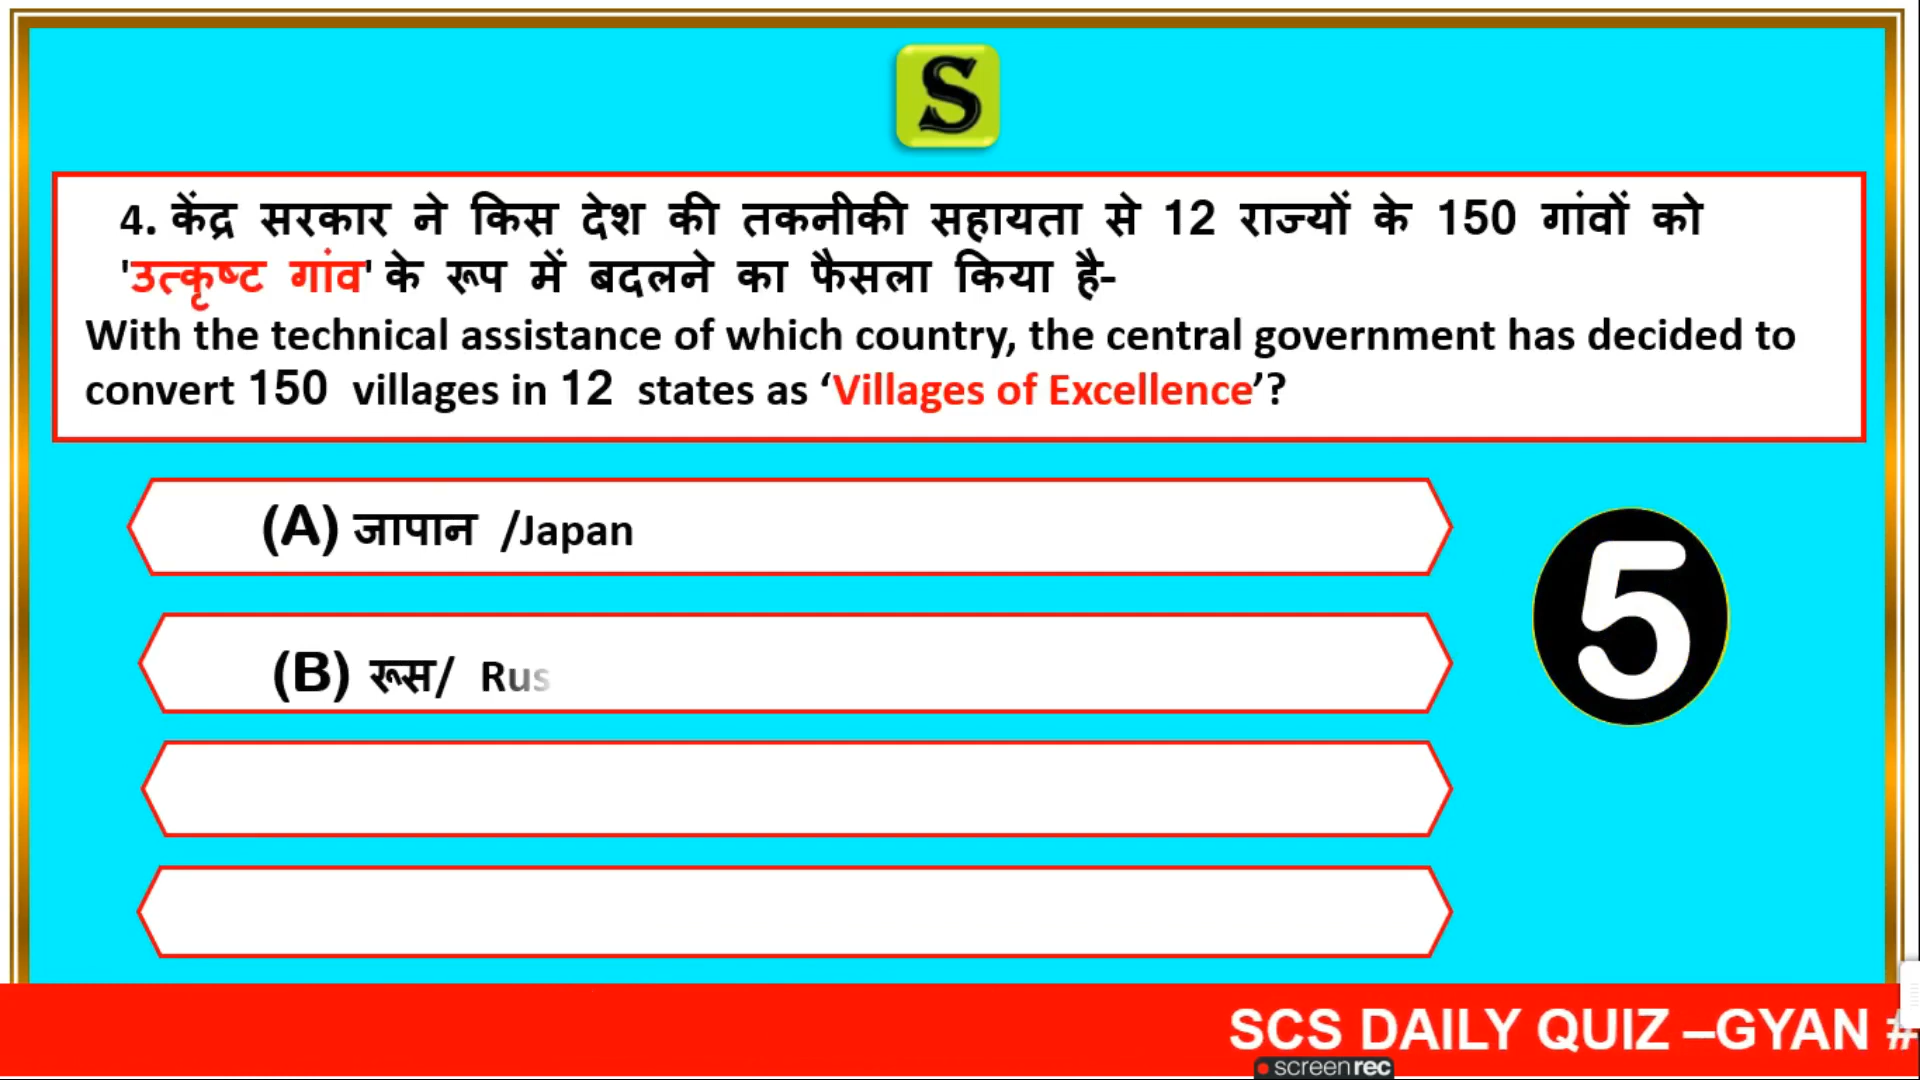 S
4. केंद्र सरकार ने किस देश की तकनीकी सहायता से 12 राज्यों के 150 गांवों को
'उत्कृष्ट गांव' के रूप में बदलने का फैसला किया है-
With the technical assistance of which country, the central government has decided to
convert 150 villages in 12 states as ‘Villages of Excellence’?
(A) जापान /Japan
5
(B) रूस/ Rus
SCS DAILY QUIZ –GYAN #
screenrec